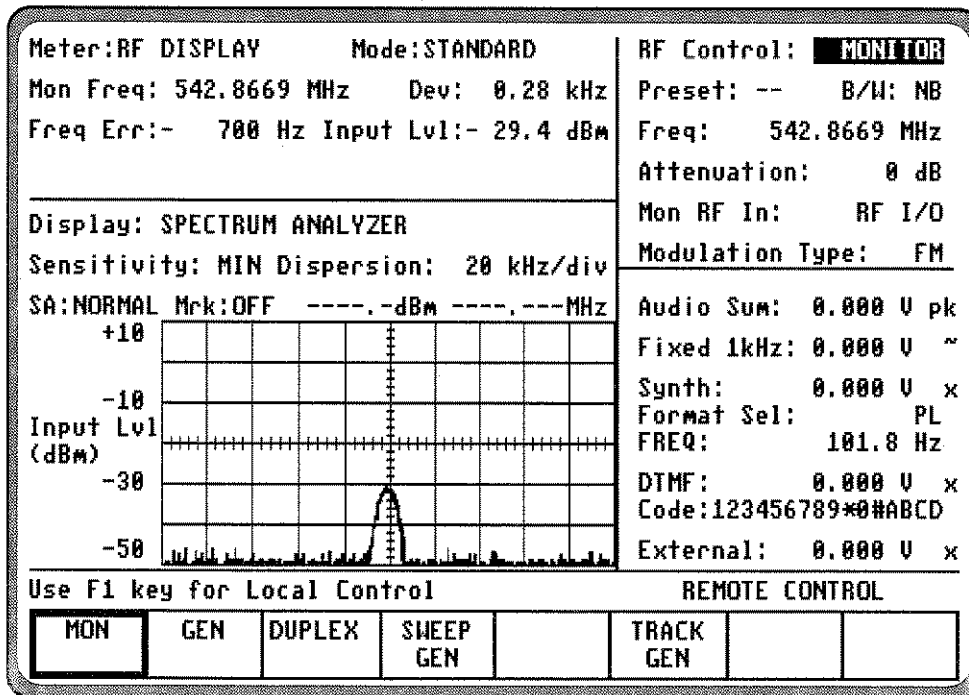 Meter:RF DISPLAY Mode:STANDARD
Mon Freq: 542.8669 MHz Dev: 0.28 kHz
Freq Err:- 700 Hz Input Lvl:- 29.4 dBm
Display: SPECTRUM ANALYZER
Sensitivity: MIN Dispersion: 20 kHz/div
SA:NORMAL Mrk:OFF ----.-dBm ----.---MHz
+10
-10
Input Lvl
(dBm)
-30
-50
RF Control: MONITOR
Preset: -- B/W: NB
Freq: 542.8669 MHz
Attenuation: 0 dB
Mon RF In: RF I/O
Modulation Type: FM
Audio Sum: 0.000 V pk
Fixed 1kHz: 0.000 V ~
Synth: 0.000 V x
Format Sel: PL
FREQ: 101.8 Hz
DTMF: 0.000 V x
Code:123456789*0#ABCD
External: 0.000 V x
Use F1 key for Local Control REMOTE CONTROL
MON GEN DUPLEX SWEEP GEN TRACK GEN